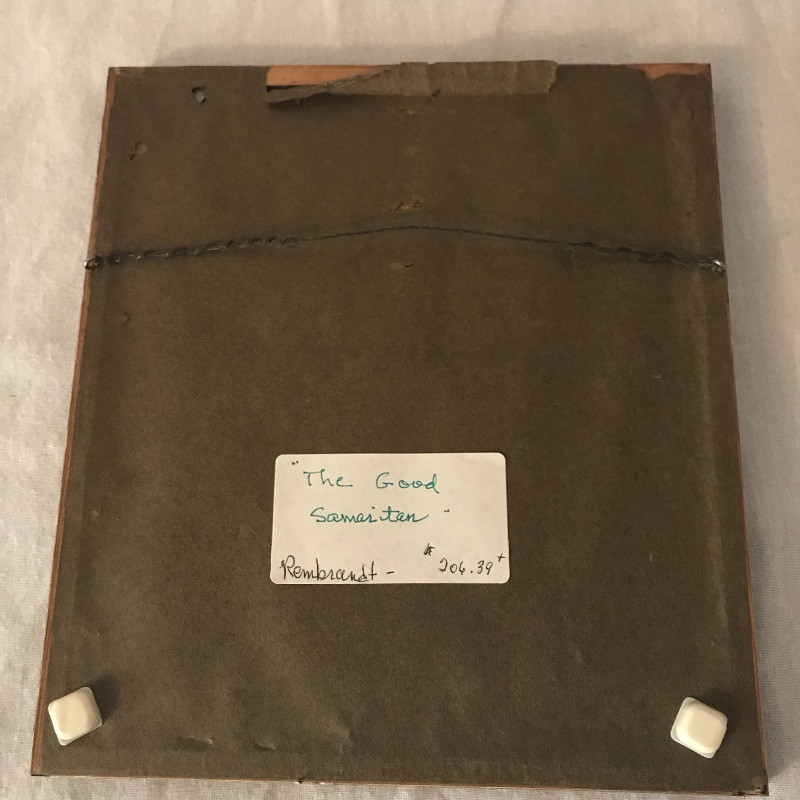 "The Good
Samaritan"
Rembrandt - $206.39+